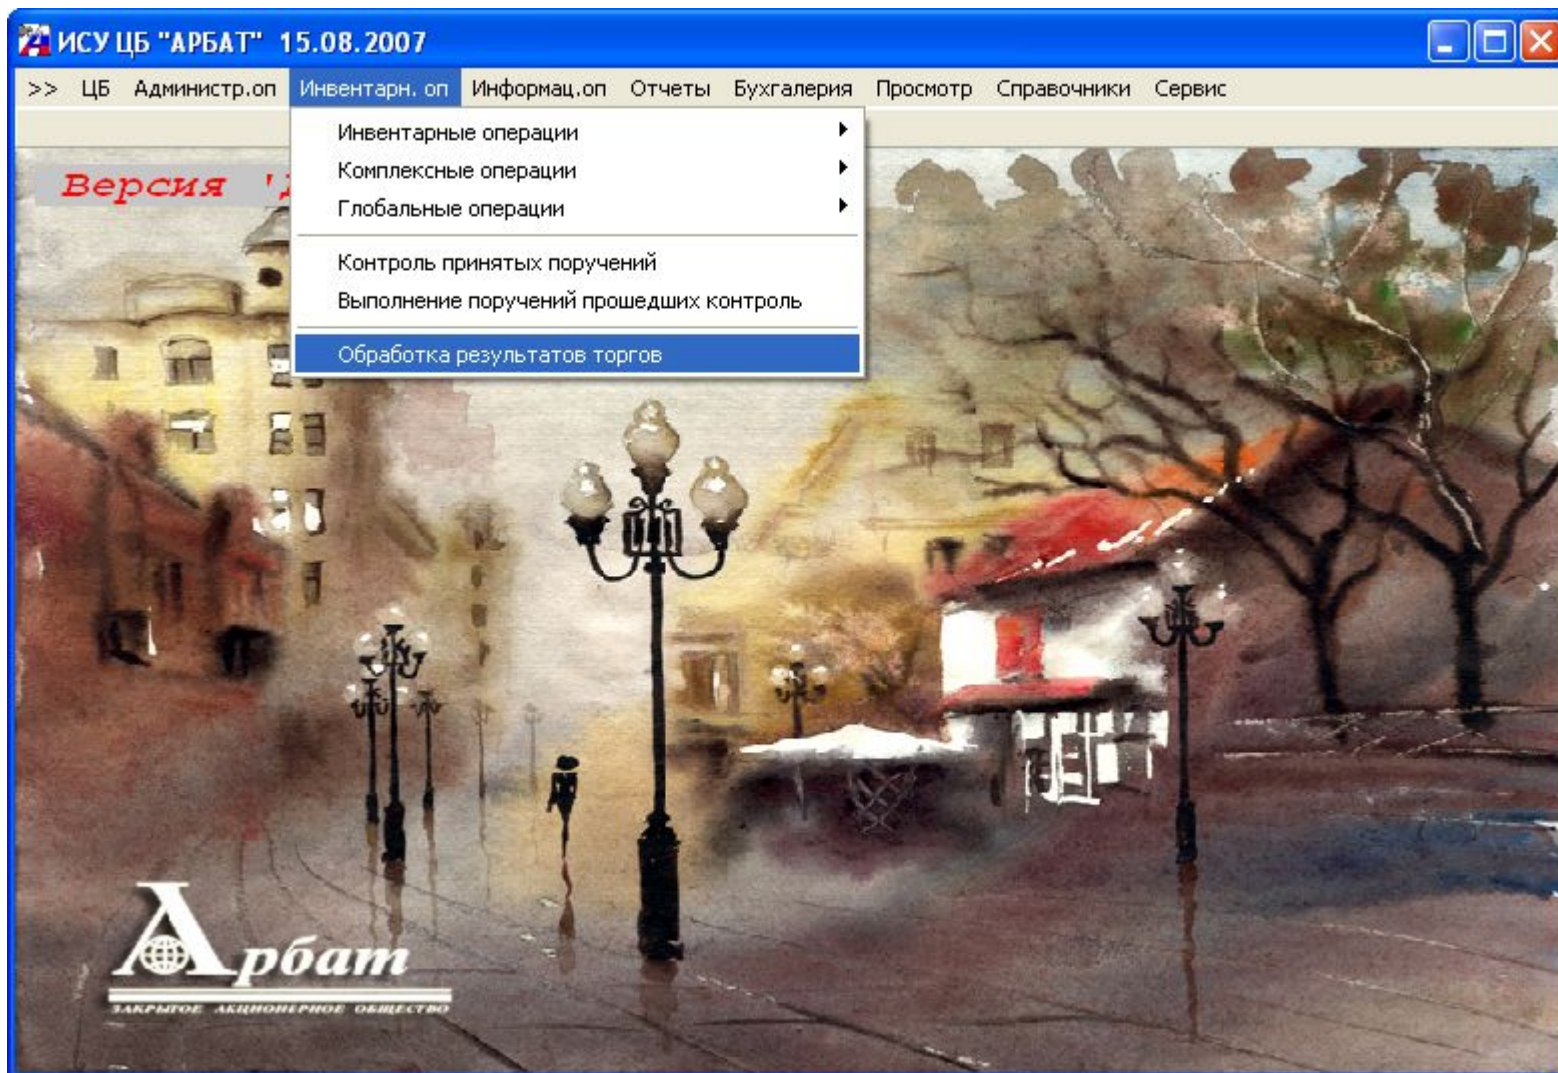 ИСУ ЦБ "АРБАТ" 15.08.2007
>> ЦБ Администр.оп Инвентарн. оп Информац.оп Отчеты Бухгалерия Просмотр Справочники Сервис
Инвентарные операции
Комплексные операции
Глобальные операции
Контроль принятых поручений
Выполнение поручений прошедших контроль
Обработка результатов торгов
Версия
Арбат
ЗАКРЫТОЕ АКЦИОНЕРНОЕ ОБЩЕСТВО